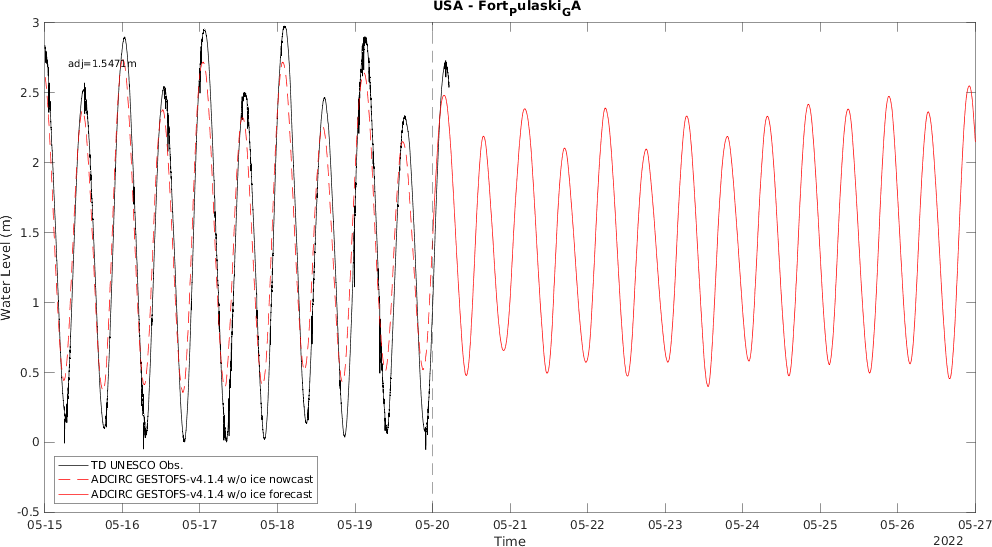 USA - Fort_Pulaski_GA
3
adj=1.5471m
2.5
2
1.5
1
0.5
0
-0.5
Water Level (m)
TD UNESCO Obs.
ADCIRC GESTOFS-v4.1.4 w/o ice nowcast
ADCIRC GESTOFS-v4.1.4 w/o ice forecast
05-15 05-16 05-17 05-18 05-19 05-20 05-21 05-22 05-23 05-24 05-25 05-26 05-27
Time
2022